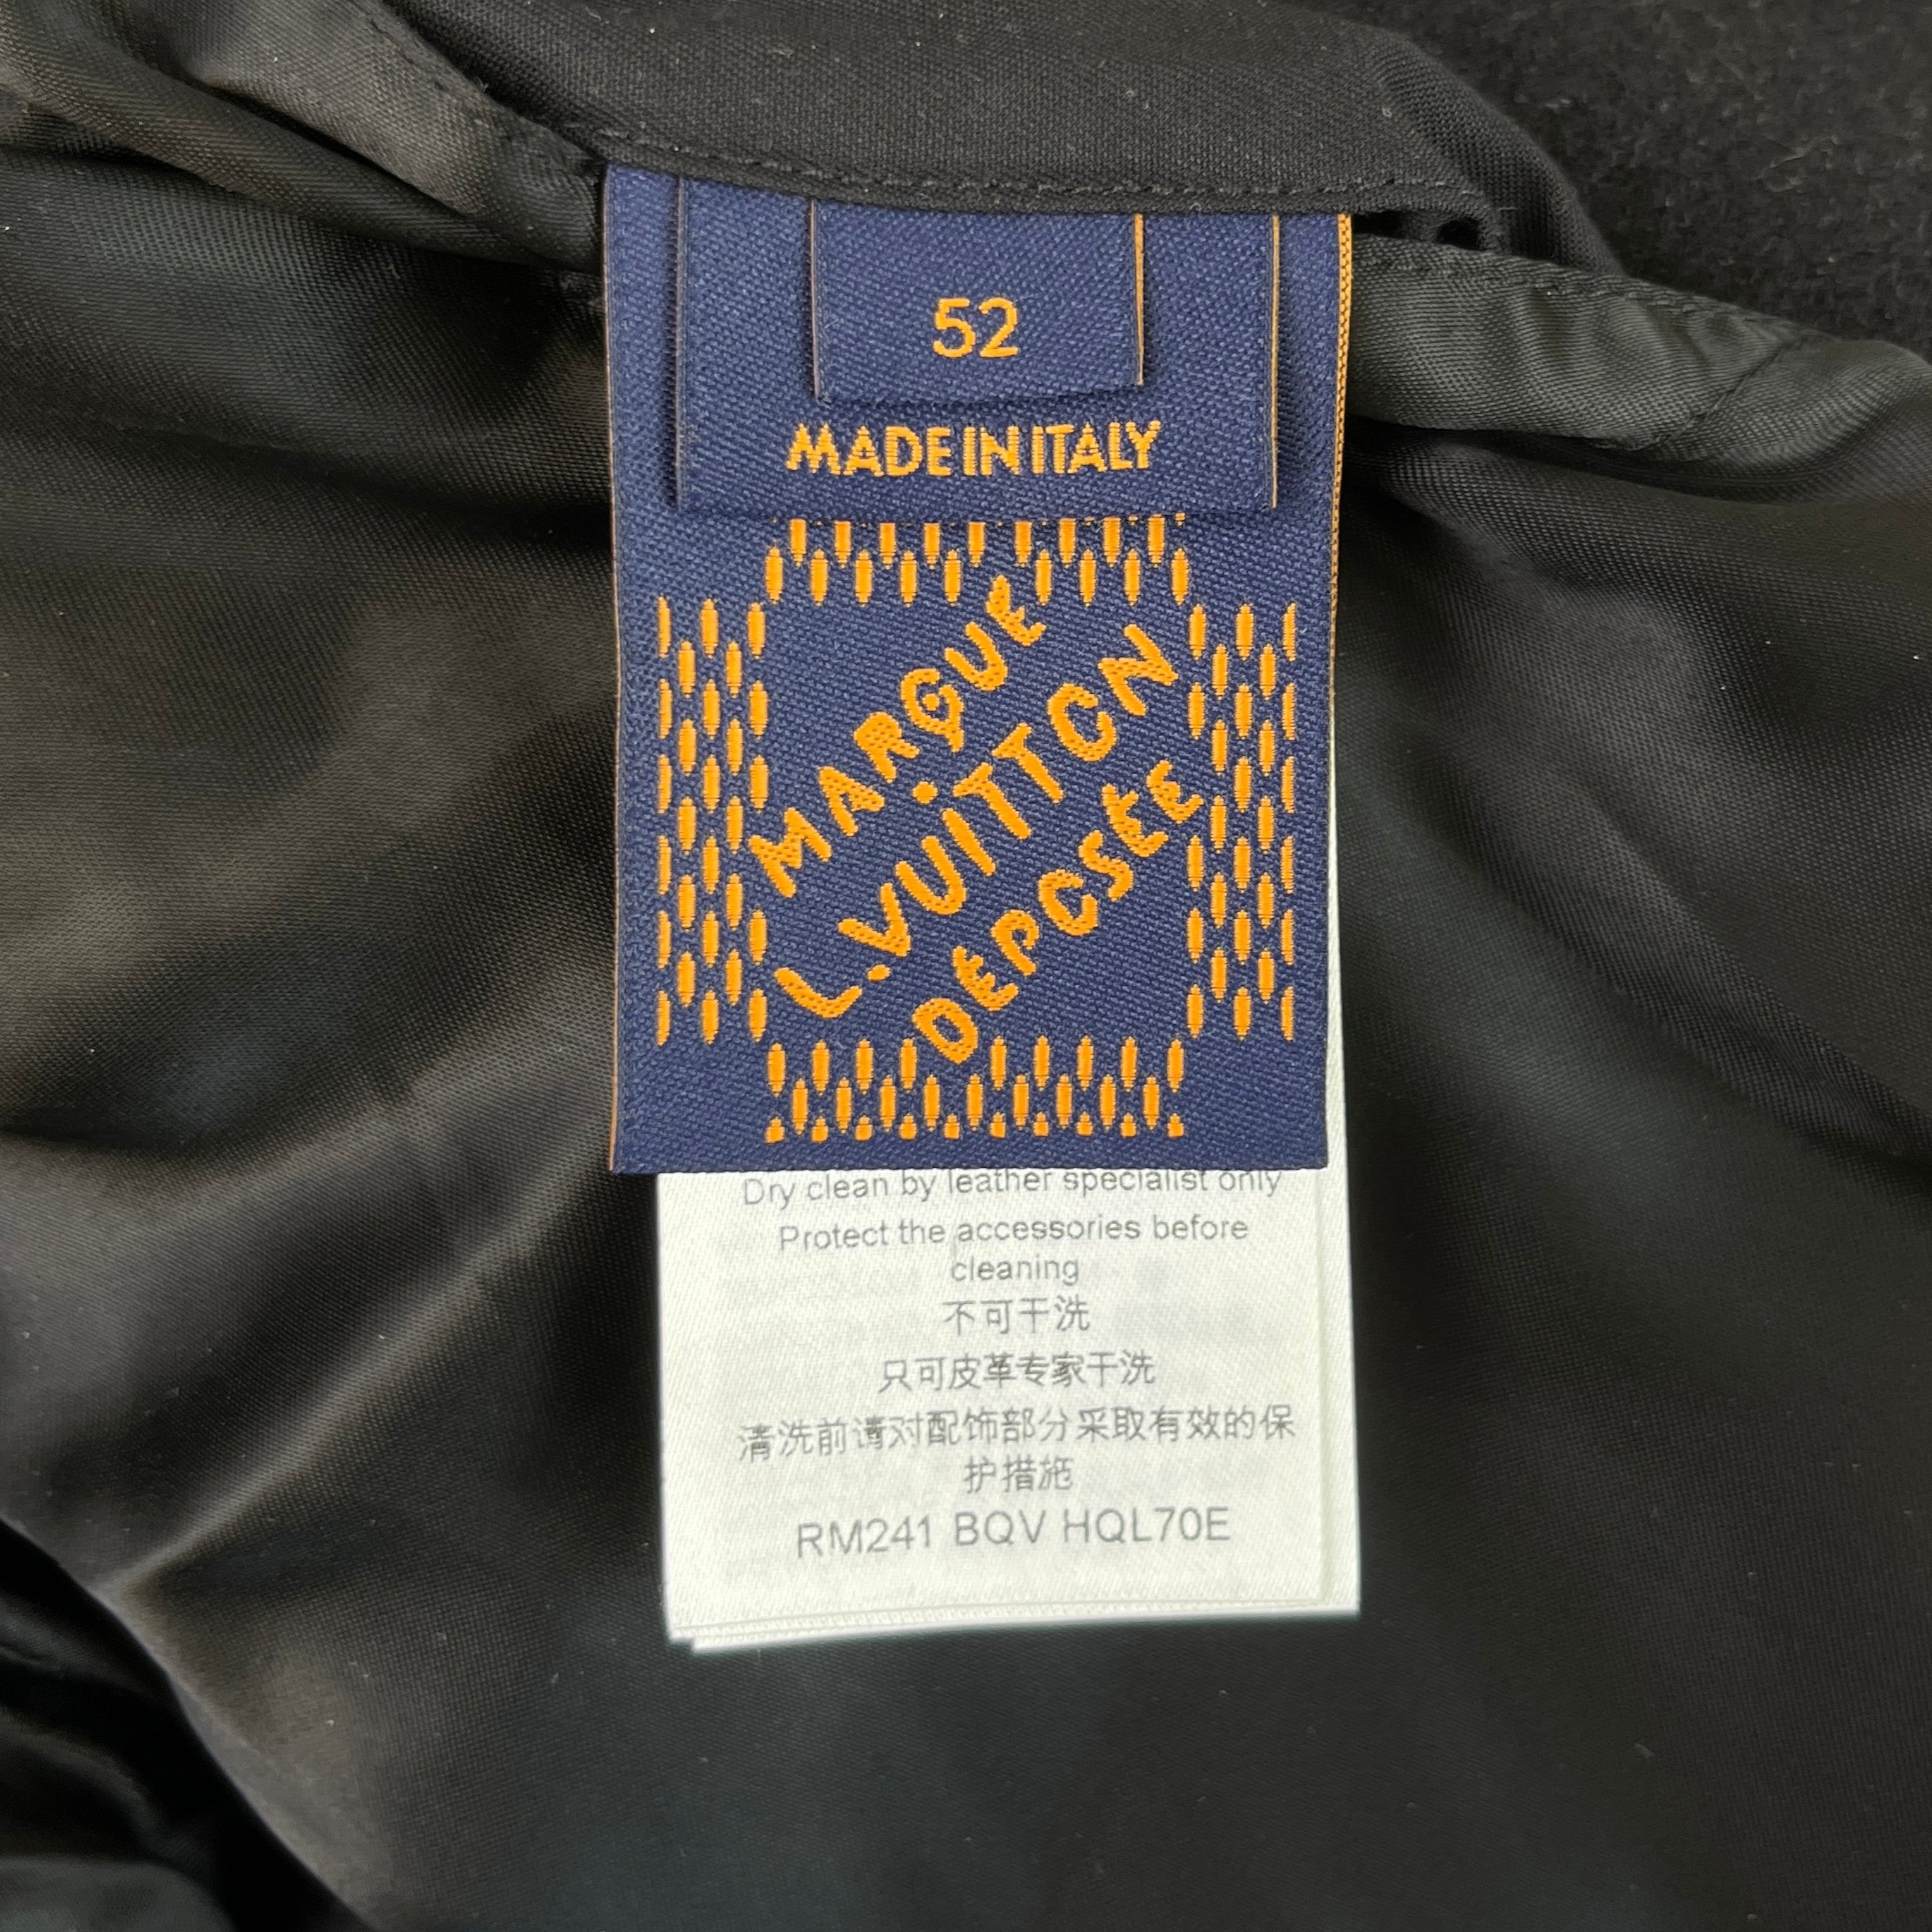 52
MADE IN ITALY
MARQUE
L.VUITTON
DEPOSEE
Dry clean by leather specialist only
Protect the accessories before
cleaning
不可干洗
只可皮革专家干洗
清洗前请对配饰部分采取有效的保
护措施
RM241 BQV HQL70E